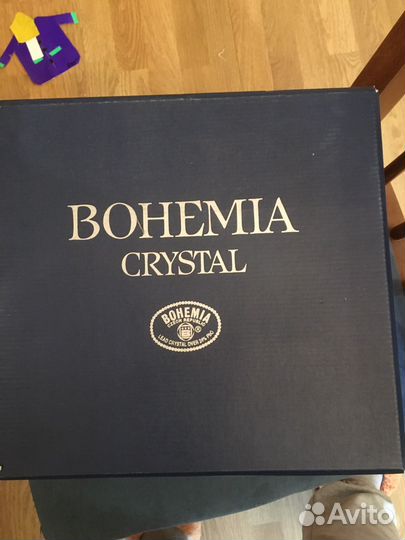 BOHEMIA
CRYSTAL
BOHEMIA
CZECH REPUBLIC
®
LEAD CRYSTAL OVER 24% PbO
Avito